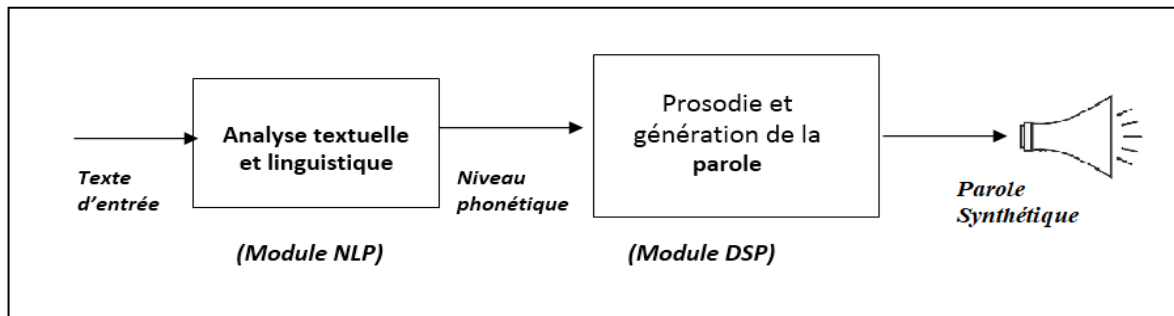 Texte
d'entrée
Analyse textuelle
et linguistique
(Module NLP)
Niveau
phonétique
Prosodie et
génération de la
parole
(Module DSP)
Parole
Synthétique